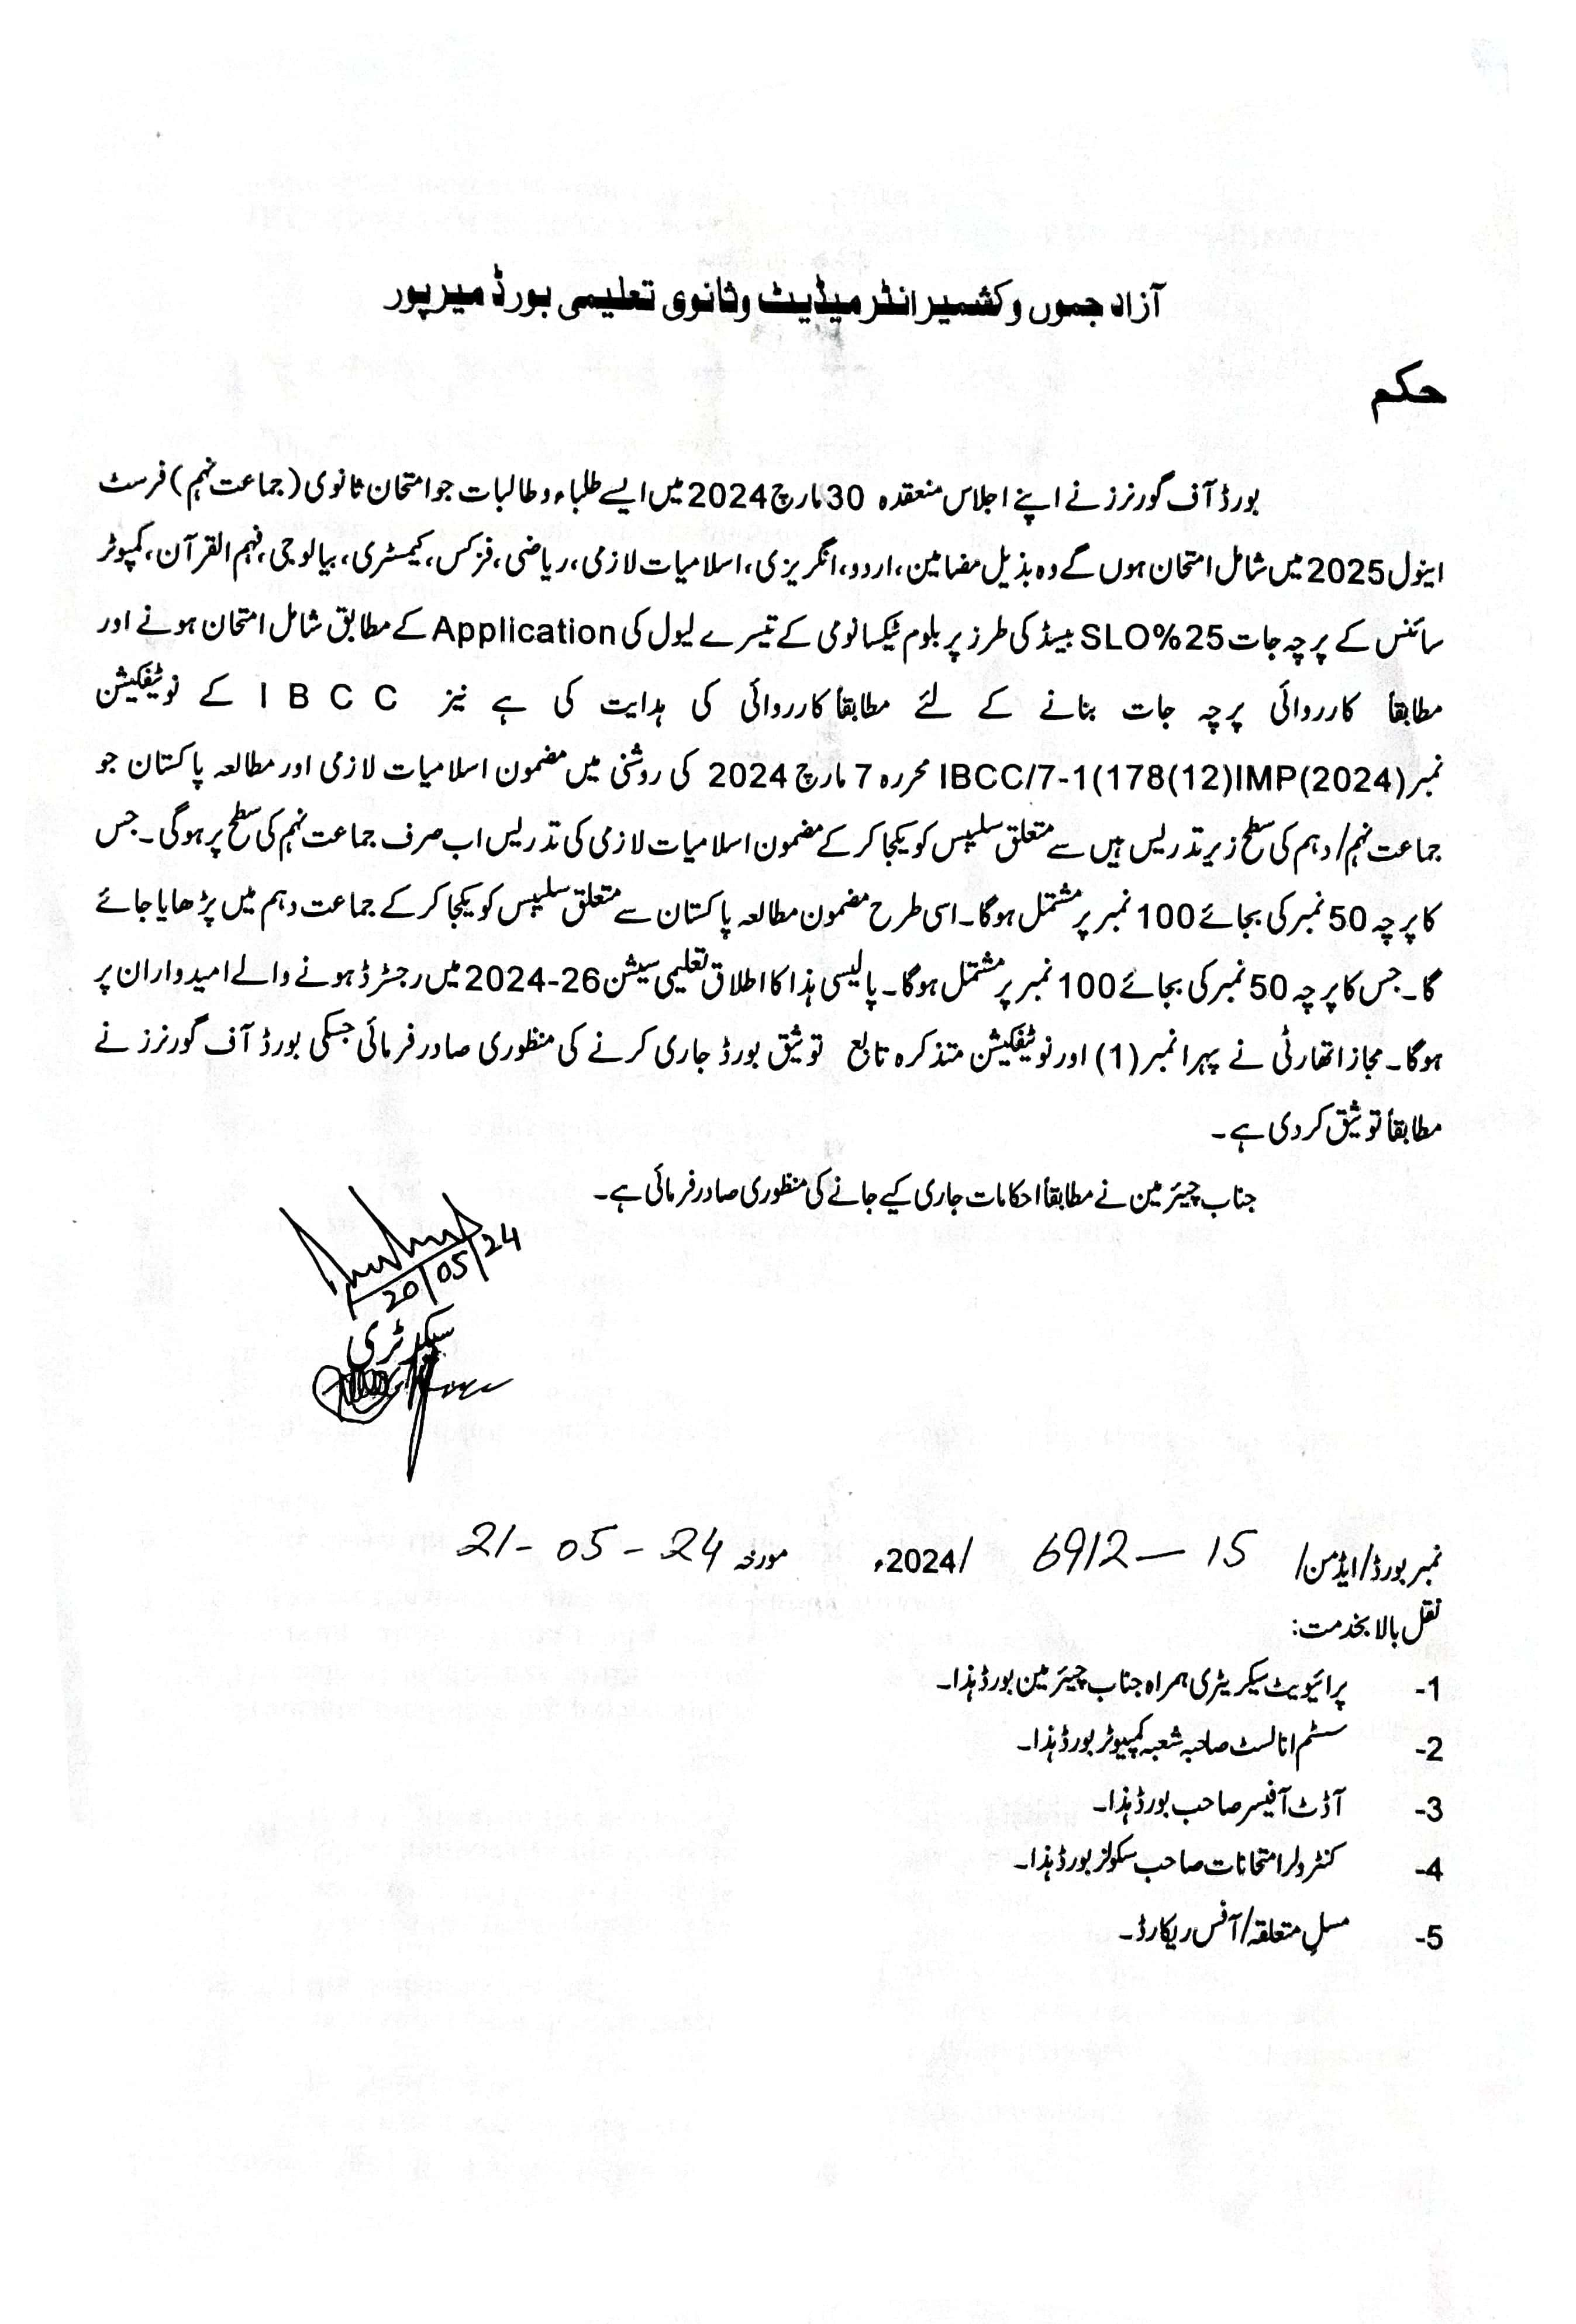 آزاد جموں وکشمیر انٹرمیڈیٹ وثانوی تعلیمی بورڈ میرپور
حکم
بورڈ آف گورنرز نے اپنے اجلاس منعقدہ 30 مارچ 2024 میں ایسے طلباء و طالبات جو امتحان ثانوی (جماعت نہم) فرسٹ
اینول 2025 میں شامل امتحان ہوں گے وہ بذیل مضامین، اردو، انگریزی، اسلامیات لازمی، ریاضی، فزکس، کیمسٹری، بیالوجی، فہم القرآن، کمپوٹر
سائنس کے پرچہ جات 25%SLO بیسڈ کی طرز پر بلوم ٹیکسانومی کے تیسرے لیول کی Application کے مطابق شامل امتحان ہونے اور
مطابقاً کارروائی پرچہ جات بنانے کے لئے مطابقاً کارروائی کی ہدایت کی ہے نیز I B C C کے نوٹیفکیشن
نمبر IBCC/7-1(178(12)IMP(2024) محررہ 7 مارچ 2024 کی روشنی میں مضمون اسلامیات لازمی اور مطالعہ پاکستان جو
جماعت نہم/دہم کی سطح زیر تدریس ہیں سے متعلق سلیبس کو یکجا کر کے مضمون اسلامیات لازمی کی تدریس اب صرف جماعت نہم کی سطح پر ہوگی۔ جس
کا پرچہ 50 نمبر کی بجائے 100 نمبر پر مشتمل ہوگا۔ اسی طرح مضمون مطالعہ پاکستان سے متعلق سلیبس کو یکجا کر کے جماعت دہم میں پڑھایا جائے
گا۔ جس کا پرچہ 50 نمبر کی بجائے 100 نمبر پر مشتمل ہوگا۔ پالیسی ہذا کا اطلاق تعلیمی سیشن 2024-26 میں رجسٹرڈ ہونے والے امیدواران پر
ہوگا۔ مجاز اتھارٹی نے پہرا نمبر (1) اور نوٹیفکیشن متذکرہ تابع توثیق بورڈ جاری کرنے کی منظوری صادر فرمائی جسکی بورڈ آف گورنرز نے
مطابقاً توثیق کر دی ہے۔
جناب چیئرمین نے مطابقاً احکامات جاری کیے جانے کی منظوری صادر فرمائی ہے۔
20/05/24
سیکرٹری
نمبر بورڈ/ایڈمن/ 6912—15 /2024ء مورخہ 21-05-24
نقل بالا بخدمت:
1- پرائیویٹ سیکریٹری ہمراہ جناب چیئرمین بورڈ ہذا۔
2- سسٹم انالسٹ صاحبہ شعبہ کمپیوٹر بورڈ ہذا۔
3- آڈٹ آفیسر صاحب بورڈ ہذا۔
4- کنٹرولر امتحانات صاحب سکولز بورڈ ہذا۔
5- مسل متعلقہ/آفس ریکارڈ۔